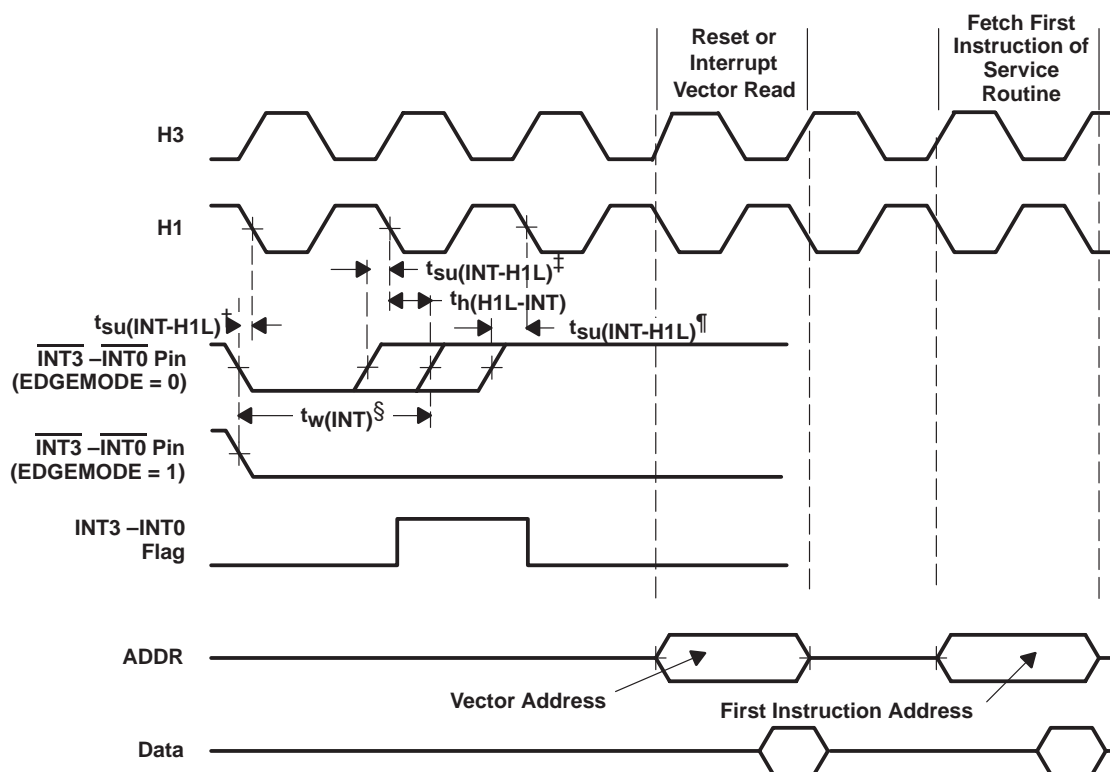 Reset or
Interrupt
Vector Read
Fetch First
Instruction of
Service
Routine
H3
H1
tsu(INT-H1L)‡
th(H1L-INT)
tsu(INT-H1L)†
tsu(INT-H1L)¶
INT3 –INT0 Pin
(EDGEMODE = 0)
tw(INT)§
INT3 –INT0 Pin
(EDGEMODE = 1)
INT3 –INT0
Flag
ADDR
Vector Address
First Instruction Address
Data